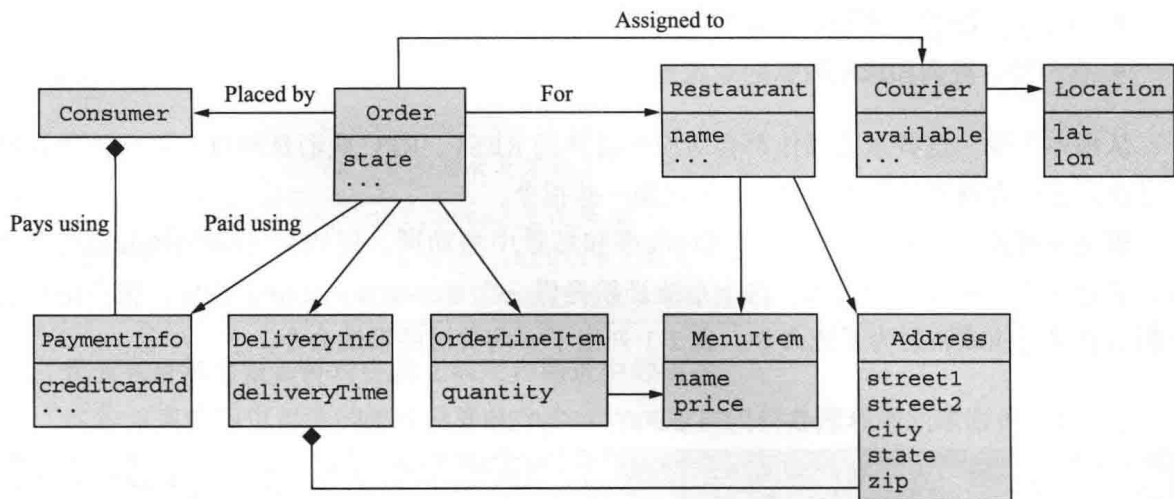 Assigned to
Consumer
Placed by
Order
state
...
For
Restaurant
name
...
Courier
available
...
Location
lat
lon
Pays using
Paid using
PaymentInfo
creditcardId
...
DeliveryInfo
deliveryTime
OrderLineItem
quantity
MenuItem
name
price
Address
street1
street2
city
state
zip